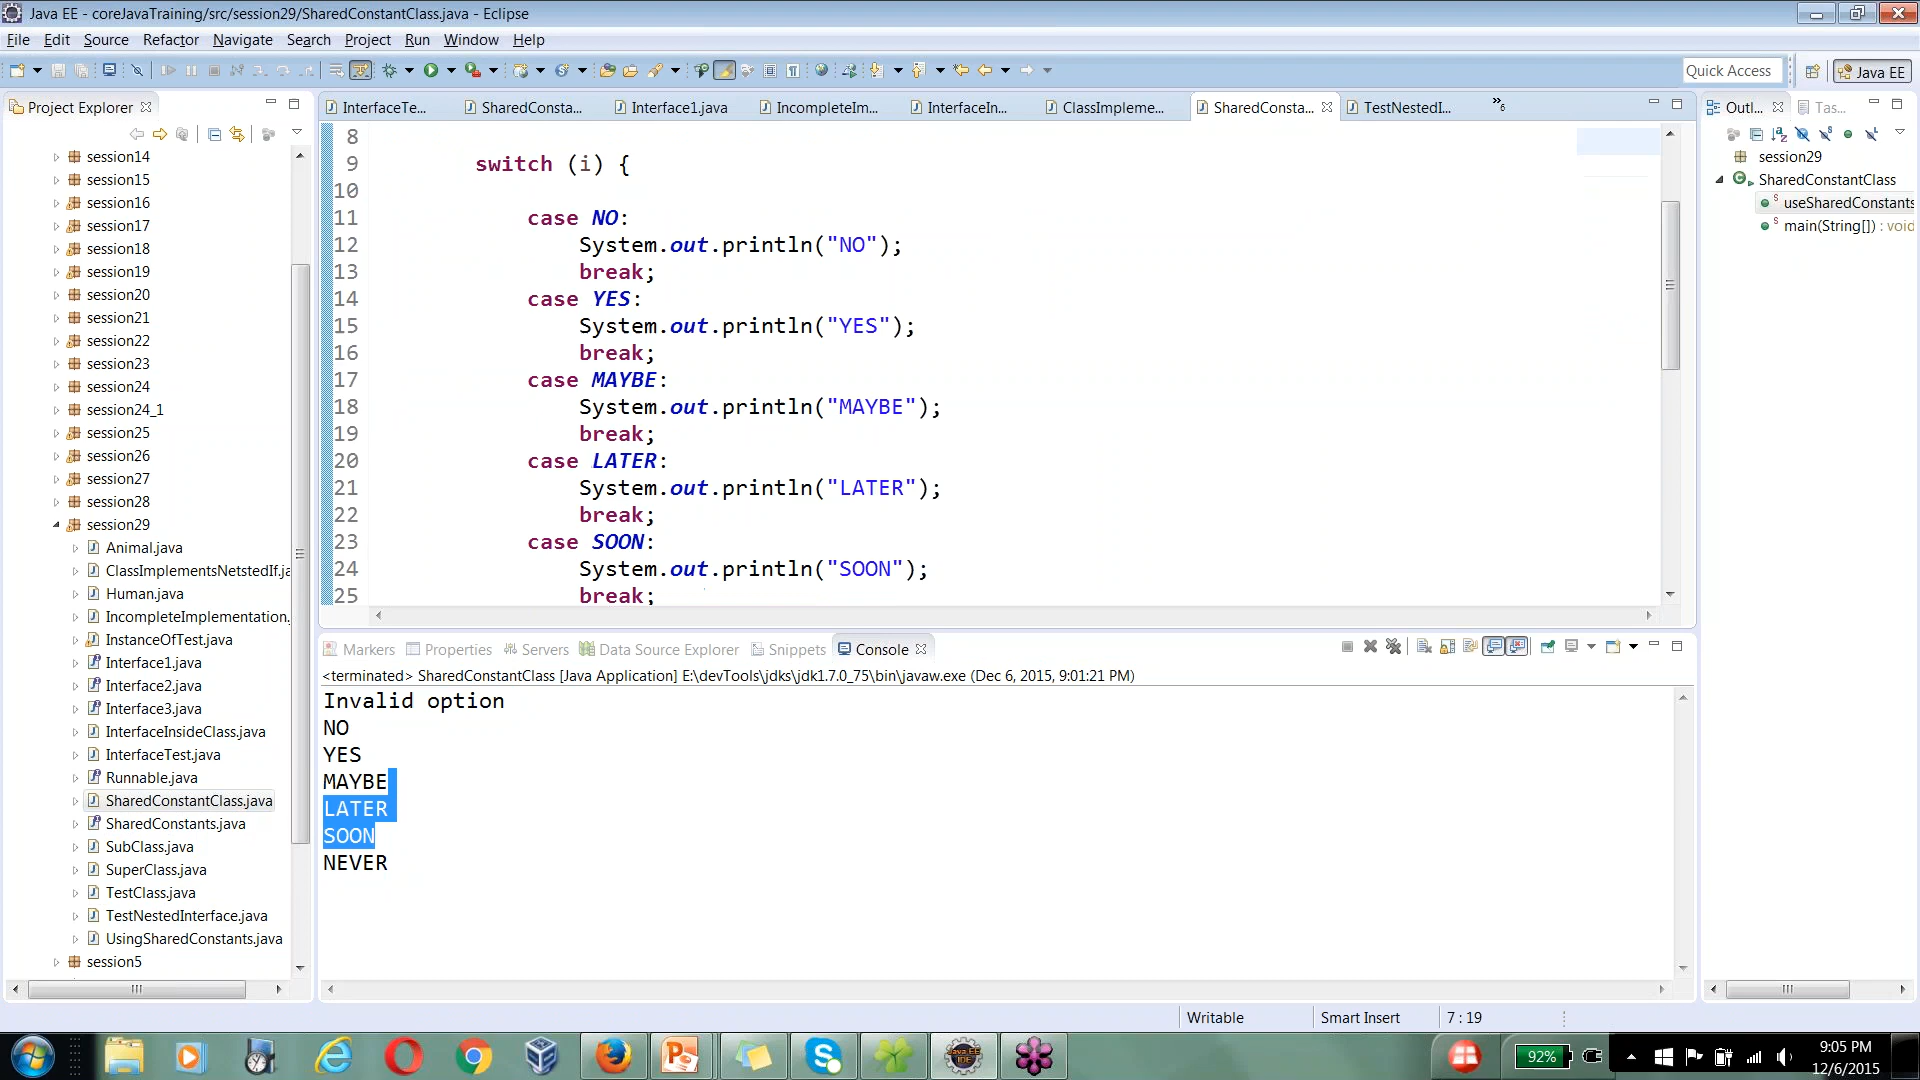 Java EE - coreJavaTraining/src/session29/SharedConstantClass.java - Eclipse
File Edit Source Refactor Navigate Search Project Run Window Help
Quick Access
Java EE
Project Explorer
session14
session15
session16
session17
session18
session19
session20
session21
session22
session23
session24
session24_1
session25
session26
session27
session28
session29
Animal.java
ClassImplementsNetstedIf.ja
Human.java
IncompleteImplementation.
InstanceOfTest.java
Interface1.java
Interface2.java
Interface3.java
InterfaceInsideClass.java
InterfaceTest.java
Runnable.java
SharedConstantClass.java
SharedConstants.java
SubClass.java
SuperClass.java
TestClass.java
TestNestedInterface.java
UsingSharedConstants.java
session5
InterfaceTe... SharedConsta... Interface1.java IncompleteIm... InterfaceIn... ClassImpleme... SharedConsta... TestNestedI... »6
8
9 switch (i) {
10
11 case NO:
12 System.out.println("NO");
13 break;
14 case YES:
15 System.out.println("YES");
16 break;
17 case MAYBE:
18 System.out.println("MAYBE");
19 break;
20 case LATER:
21 System.out.println("LATER");
22 break;
23 case SOON:
24 System.out.println("SOON");
25 break;
Markers Properties Servers Data Source Explorer Snippets Console
<terminated> SharedConstantClass [Java Application] E:\devTools\jdks\jdk1.7.0_75\bin\javaw.exe (Dec 6, 2015, 9:01:21 PM)
Invalid option
NO
YES
MAYBE
LATER
SOON
NEVER
Outl... Tas...
session29
SharedConstantClass
useSharedConstants
main(String[]) : void
Writable Smart Insert 7 : 19
92%
9:05 PM
12/6/2015